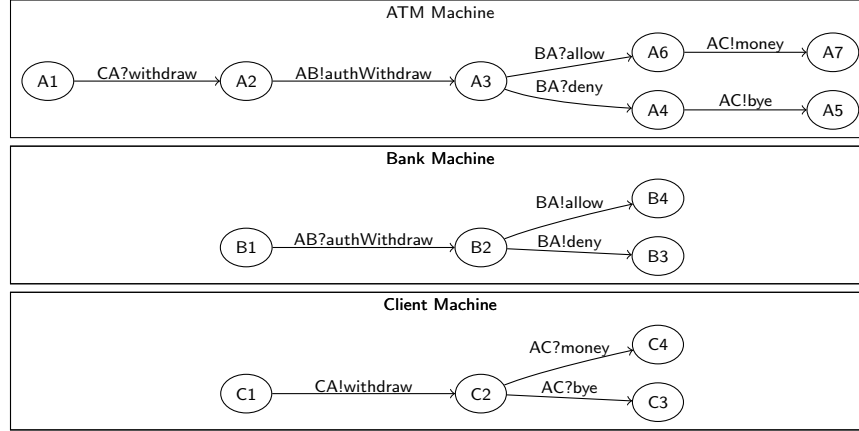 ATM Machine
A1
CA?withdraw
A2
AB!authWithdraw
A3
BA?allow
A6
AC!money
A7
BA?deny
A4
AC!bye
A5
Bank Machine
B1
AB?authWithdraw
B2
BA!allow
B4
BA!deny
B3
Client Machine
C1
CA!withdraw
C2
AC?money
C4
AC?bye
C3